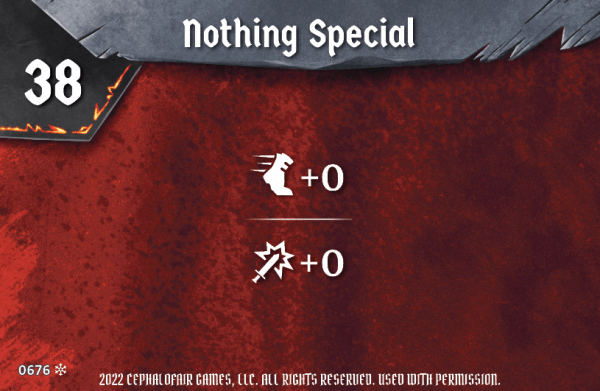 Nothing Special
38
+0
+0
0676
2022 CEPHALOFAIR GAMES, LLC. ALL RIGHTS RESERVED. USED WITH PERMISSION.